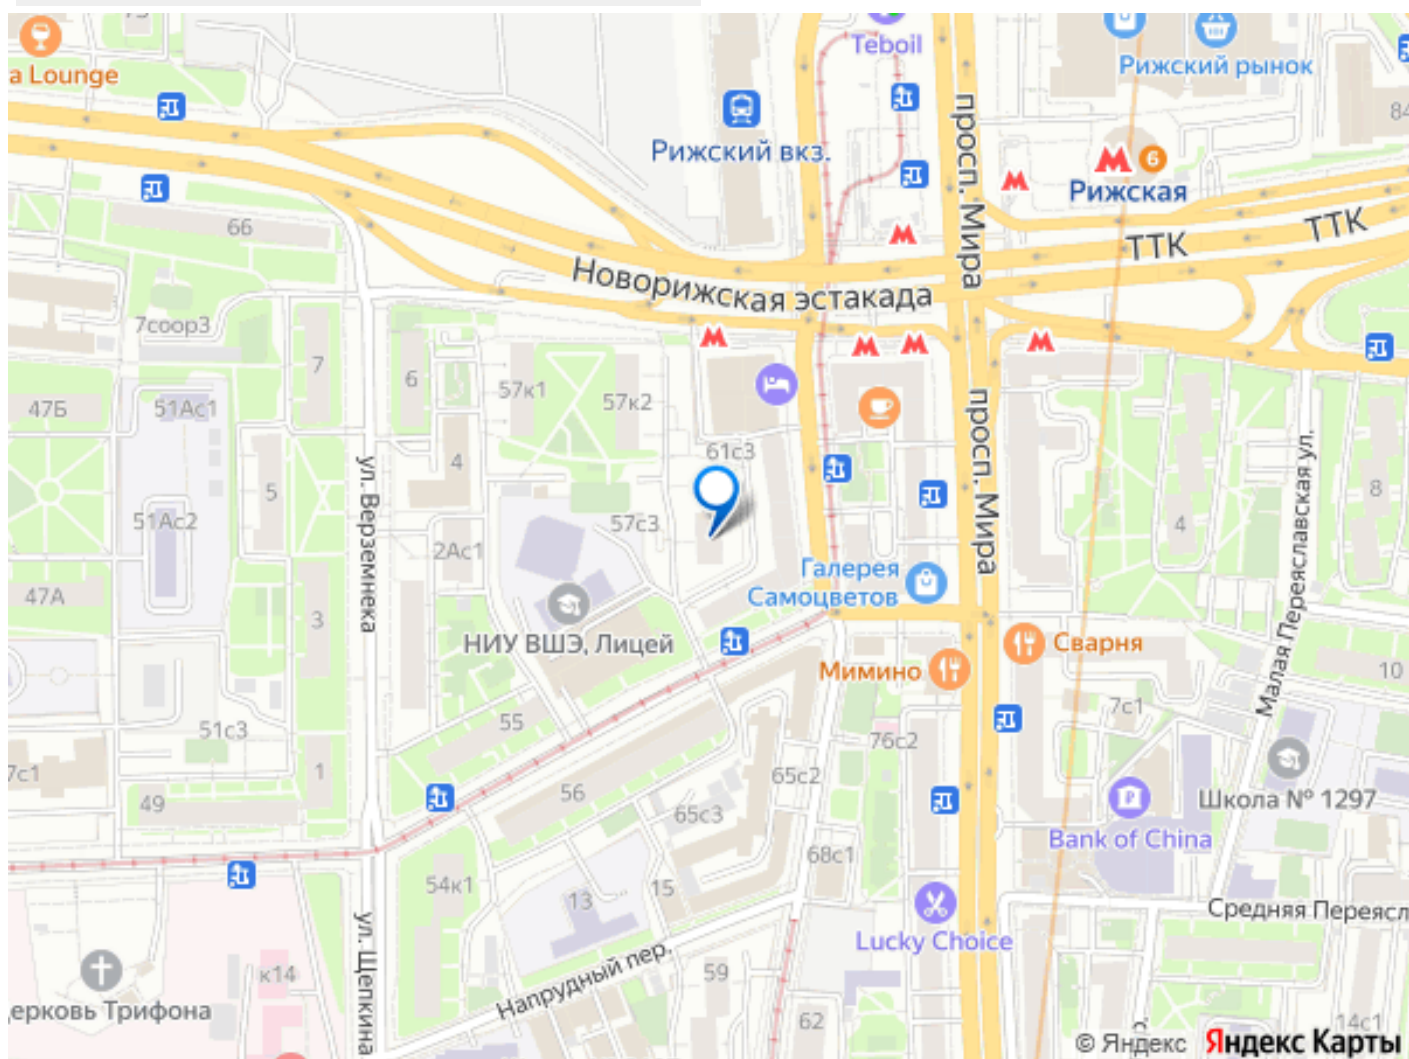 75
Teboil
a Lounge
Рижский рынок
84
просп. Мира
Рижский вкз.
6
Рижская
66
ТТК
ТТК
Новорижская эстакада
7соор3
7
6
57к1
57к2
47Б
51Ас1
просп. Мира
61с3
4
5
ул. Верземнека
51Ас2
57с3
2Ас1
Малая Переяславская ул.
8
4
Галерея
Самоцветов
47А
3
НИУ ВШЭ, Лицей
Мимино
Сварня
10
51с3
55
7с1
76с2
7с1
1
49
56
65с2
65с3
Школа № 1297
Bank of China
68с1
54к1
13
15
Средняя Переясл
ул. Щепкина
Lucky Choice
к14
59
Напрудный пер.
ерковь Трифона
62
с.
14с1
© Яндекс Яндекс Карты